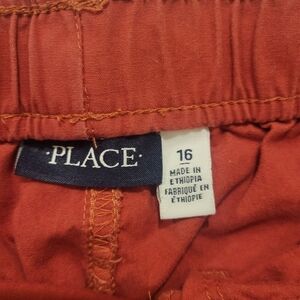 ·PLACE·
16
MADE IN
ETHIOPIA
FABRIQUÉ EN
ÉTHIOPIE